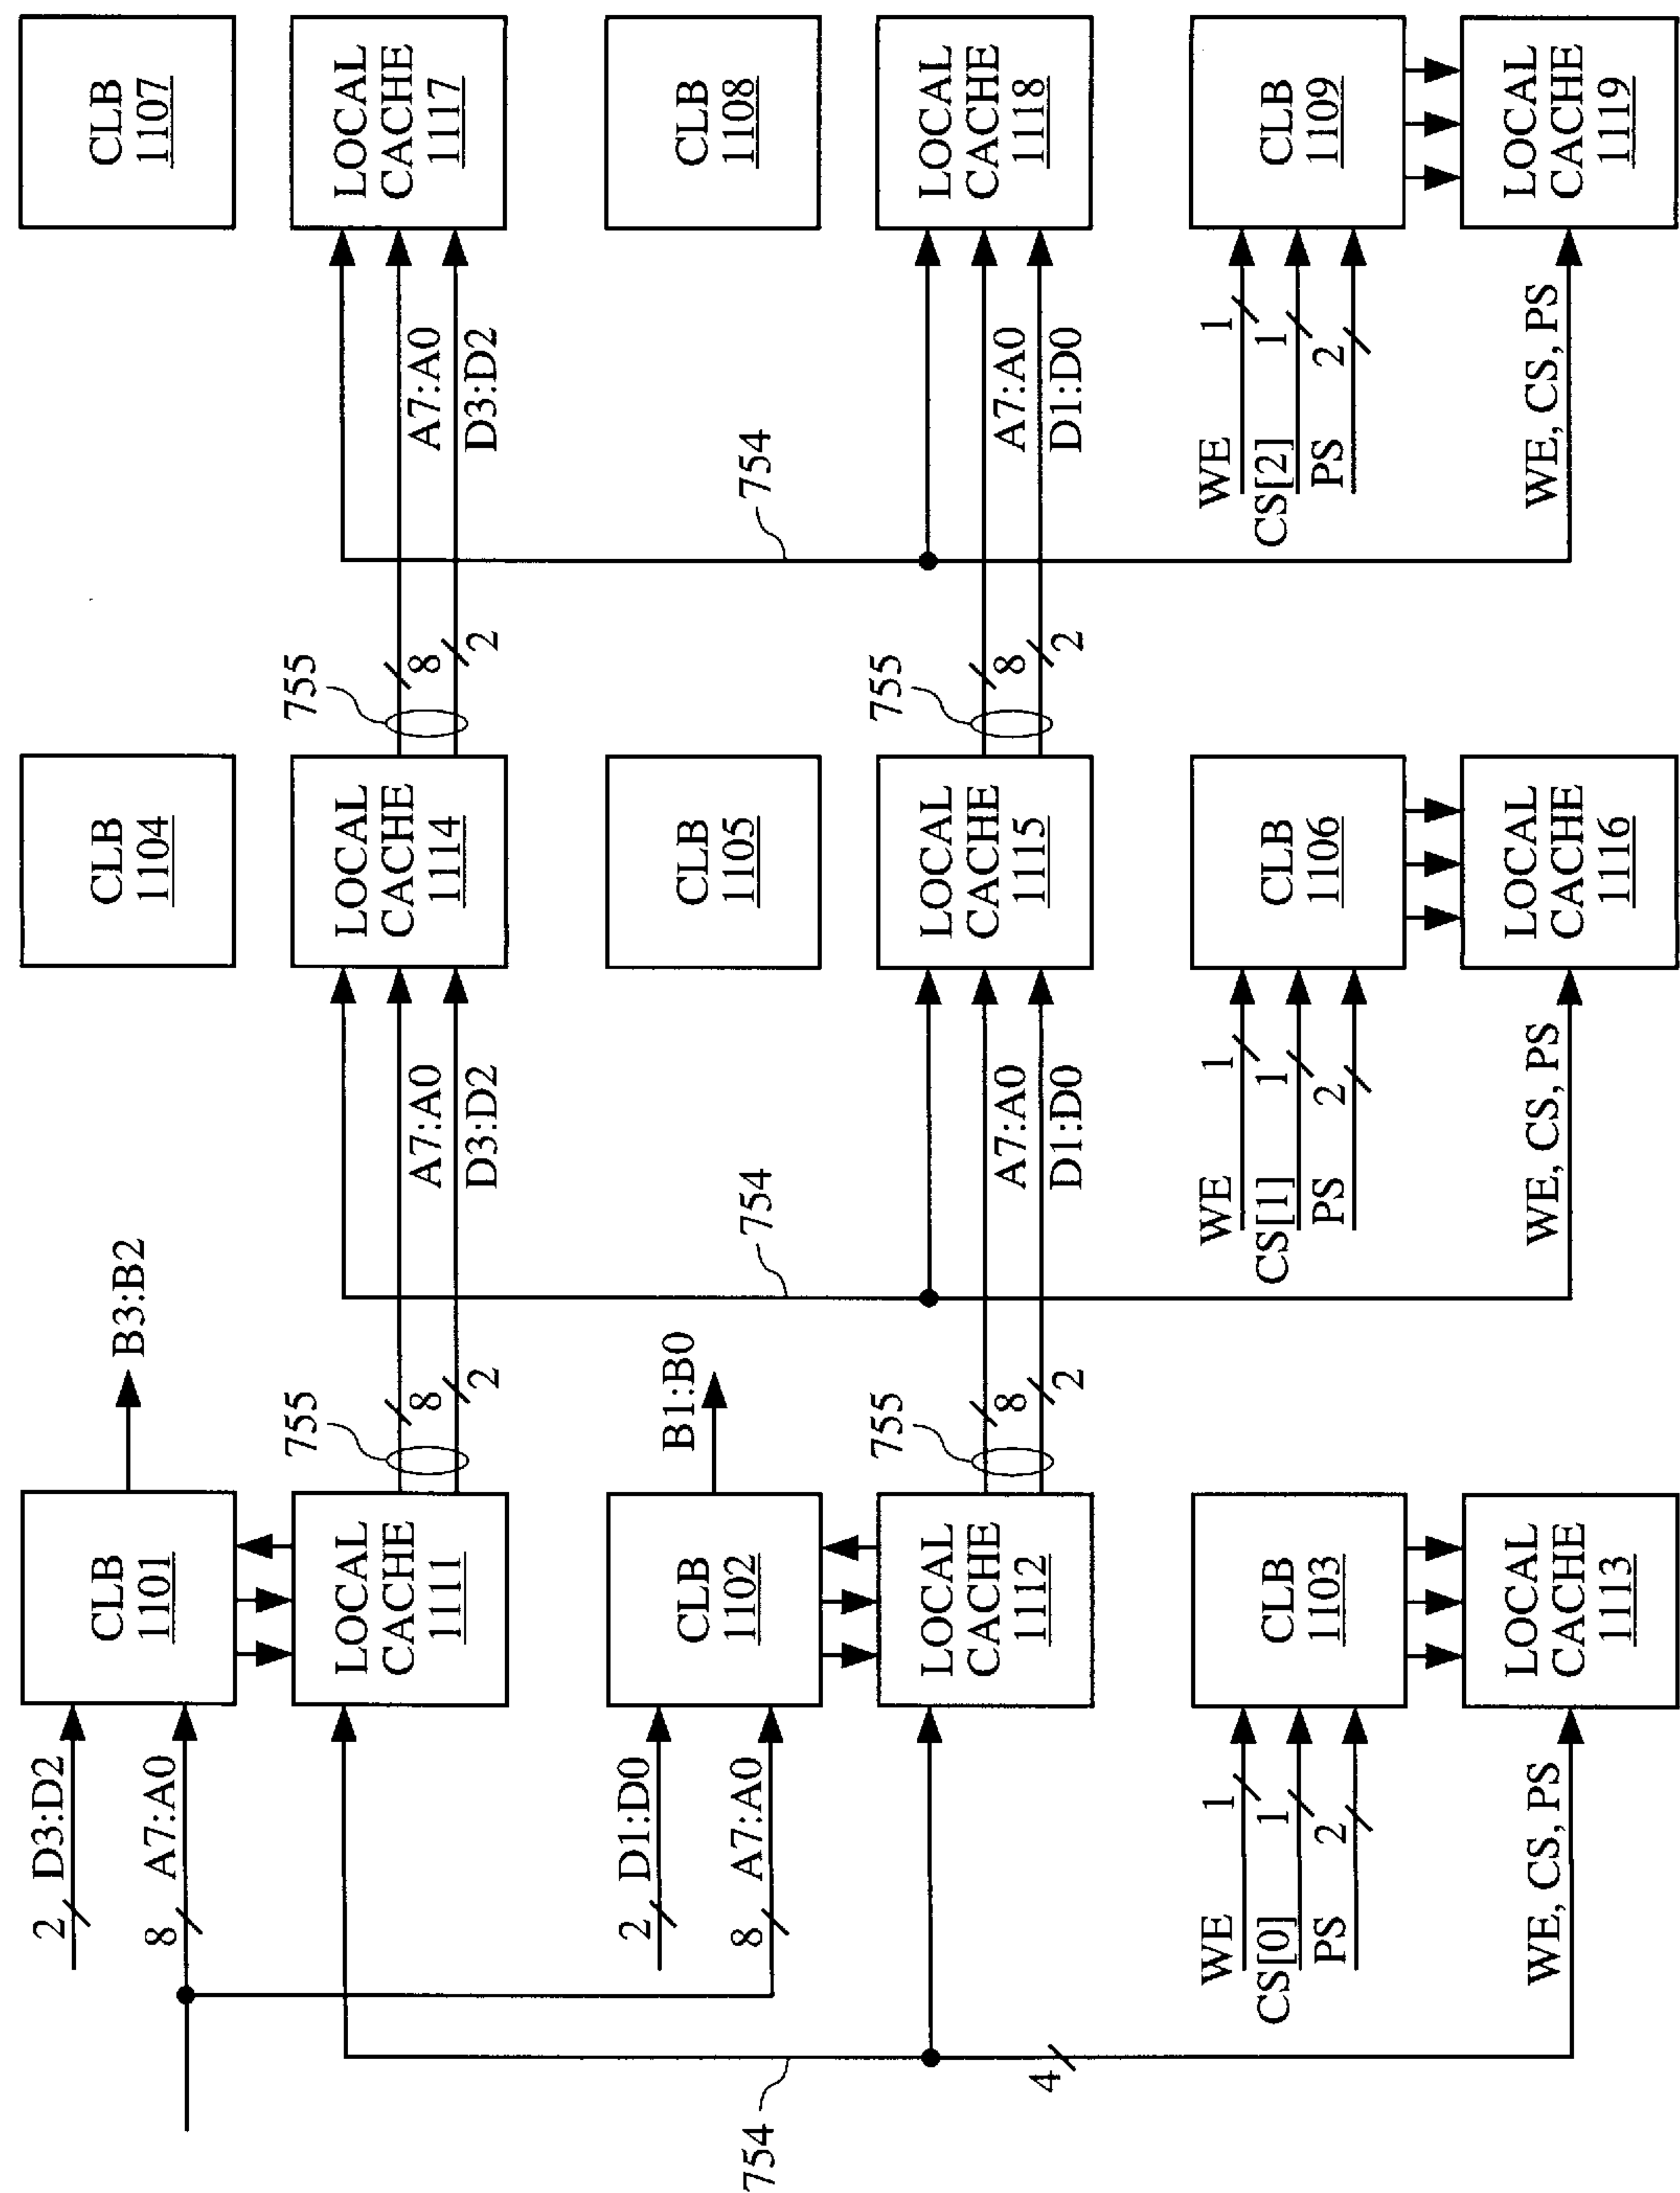 2 D3:D2
8 A7:A0
CLB
1101
B3:B2
CLB
1104
CLB
1107
LOCAL
CACHE
1111
755
8
2
A7:A0
D3:D2
LOCAL
CACHE
1114
755
8
2
A7:A0
D3:D2
LOCAL
CACHE
1117
2 D1:D0
8 A7:A0
CLB
1102
B1:B0
CLB
1105
CLB
1108
754
754
754
LOCAL
CACHE
1112
755
8
2
A7:A0
D1:D0
LOCAL
CACHE
1115
755
8
2
A7:A0
D1:D0
LOCAL
CACHE
1118
4
WE 1
CS[0] 1
PS 2
CLB
1103
WE 1
CS[1] 1
PS 2
CLB
1106
WE 1
CS[2] 1
PS 2
CLB
1109
WE, CS, PS
LOCAL
CACHE
1113
WE, CS, PS
LOCAL
CACHE
1116
WE, CS, PS
LOCAL
CACHE
1119